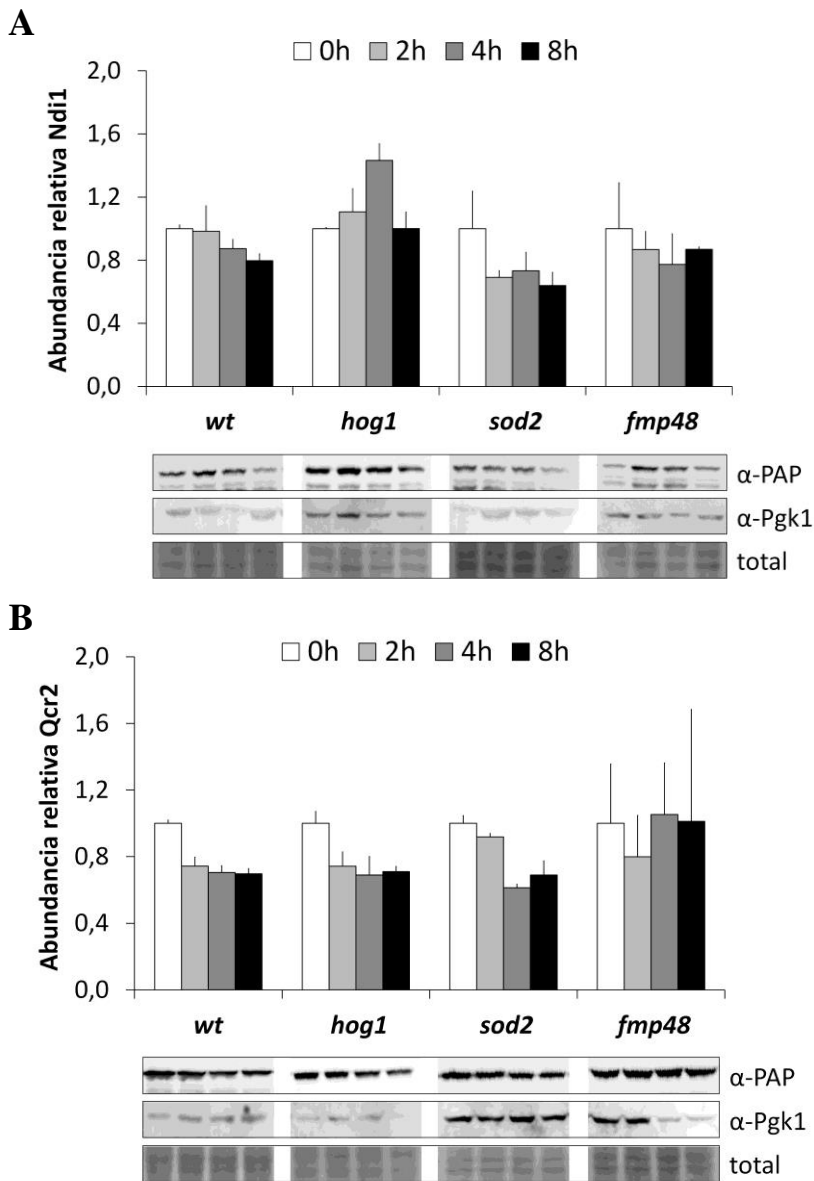 A
0h 2h 4h 8h
Abundancia relativa Ndi1
2,0
1,6
1,2
0,8
0,4
0,0
wt hog1 sod2 fmp48
α-PAP
α-Pgk1
total
B
0h 2h 4h 8h
Abundancia relativa Qcr2
2,0
1,6
1,2
0,8
0,4
0,0
wt hog1 sod2 fmp48
α-PAP
α-Pgk1
total